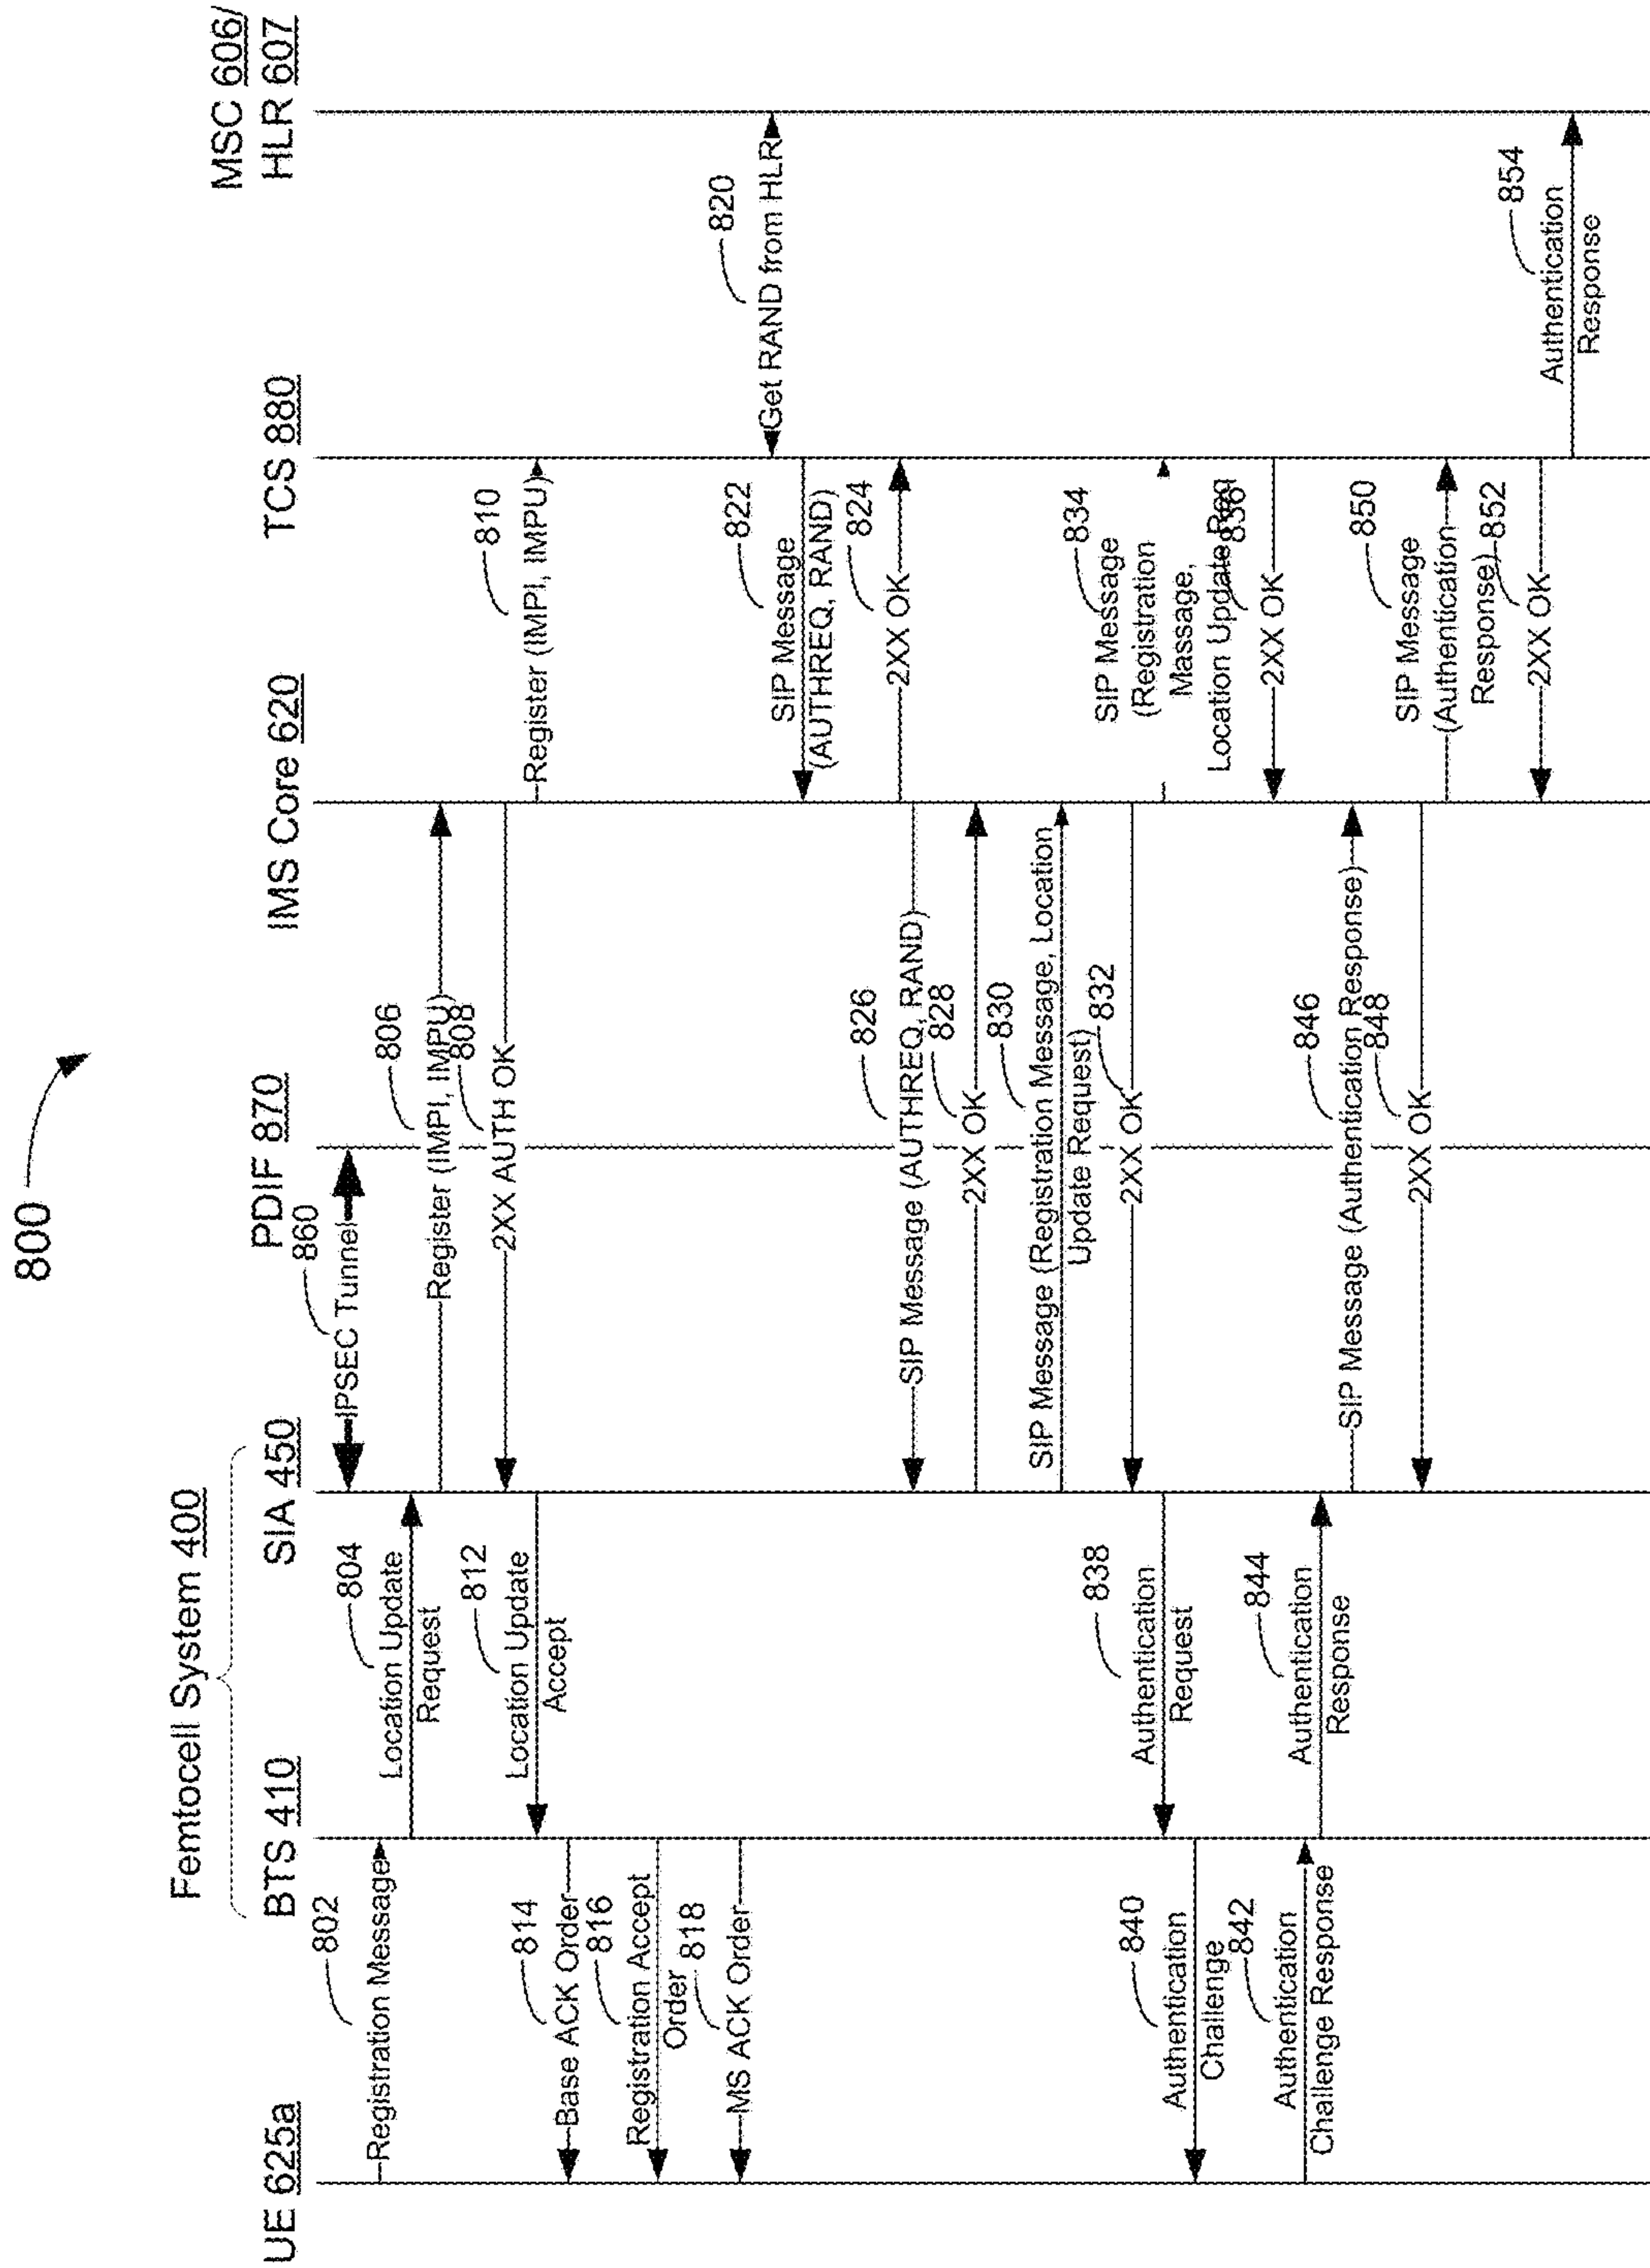 800
Femtocell System 400
MSC 606/
HLR 607
UE 625a
BTS 410
SIA 450
PDIF 870
IMS Core 620
TCS 880
860
IPSEC Tunnel
802
Registration Message
804
Location Update
Request
806
Register (IMPI, IMPU)
808
2XX AUTH OK
810
Register (IMPI, IMPU)
812
Location Update
Accept
814
Base ACK Order
816
Registration Accept
Order
818
MS ACK Order
820
Get RAND from HLR
822
SIP Message
(AUTHREQ, RAND)
824
2XX OK
826
SIP Message (AUTHREQ, RAND)
828
2XX OK
830
SIP Message (Registration Message, Location
Update Request)
832
2XX OK
834
SIP Message
(Registration
Massage,
Location Update Req
836
2XX OK
838
Authentication
Request
840
Authentication
Challenge
842
Authentication
Challenge Response
844
Authentication
Response
846
SIP Message (Authentication Response)
848
2XX OK
850
SIP Message
(Authentication
Response)
852
2XX OK
854
Authentication
Response